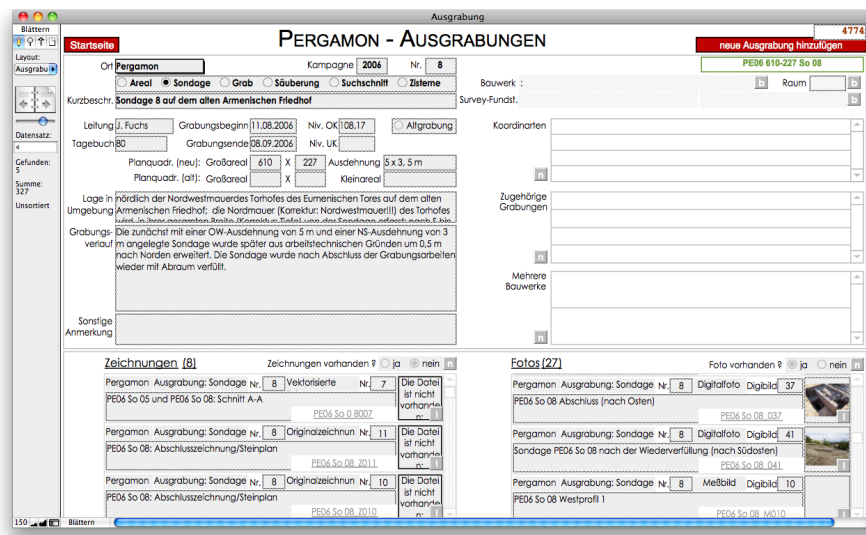 Ausgrabung
Blättern
Layout:
Ausgrabu
Datensatz:
4
Gefunden:
5
Summe:
327
Unsortiert
Startseite
PERGAMON - AUSGRABUNGEN
4774
neue Ausgrabung hinzufügen
Ort Pergamon Kampagne 2006 Nr. 8
PE06 610-227 So 08
Areal Sondage Grab Säuberung Suchschnitt Zisterne
Bauwerk : b Raum b
Kurzbeschr. Sondage 8 auf dem alten Armenischen Friedhof
Survey-Fundst. b
Leitung J. Fuchs Grabungsbeginn 11.08.2006 Niv. OK 108,17 Altgrabung
Tagebuch 80 Grabungsende 08.09.2006 Niv. UK
Planquadr. (neu): Großareal 610 X 227 Ausdehnung 5 x 3, 5 m
Planquadr. (alt): Großareal X Kleinareal
Koordinarten
n
Lage in Umgebung
nördlich der Nordwestmauerdes Torhofes des Eumenischen Tores auf dem alten
Armenischen Friedhof; die Nordmauer (Korrektur: Nordwestmauer!!!) des Torhofes
Zugehörige
Grabungen
n
Grabungs-
verlauf
Die zunächst mit einer OW-Ausdehnung von 5 m und einer NS-Ausdehnung von 3
m angelegte Sondage wurde später aus arbeitstechnischen Gründen um 0,5 m
nach Norden erweitert. Die Sondage wurde nach Abschluss der Grabungsarbeiten
wieder mit Abraum verfüllt.
Mehrere
Bauwerke
n
Sonstige
Anmerkung
Zeichnungen (8) Zeichnungen vorhanden ? ja nein n
Pergamon Ausgrabung: Sondage Nr. 8 Vektorisierte Nr. 7
PE06 So 05 und PE06 So 08: Schnitt A-A
PE06 So 0 8007
Die Datei
ist nicht
vorhande
n: i
Pergamon Ausgrabung: Sondage Nr. 8 Originalzeichnun Nr. 11
PE06 So 08: Abschlusszeichnung/Steinplan
PE06 So 08_Z011
Die Datei
ist nicht
vorhande
n: i
Pergamon Ausgrabung: Sondage Nr. 8 Originalzeichnun Nr. 10
PE06 So 08: Abschlusszeichnung/Steinplan
PE06 So 08_Z010
Die Datei
ist nicht
vorhande
n: i
Fotos (27) Foto vorhanden ? ja nein n
Pergamon Ausgrabung: Sondage Nr. 8 Digitalfoto Digibild 37
PE06 So 08 Abschluss (nach Osten)
PE06 So 08_037
i
Pergamon Ausgrabung: Sondage Nr. 8 Digitalfoto Digibild 41
Sondage PE06 So 08 nach der Wiederverfüllung (nach Südosten)
PE06 So 08_041
i
Pergamon Ausgrabung: Sondage Nr. 8 Meßbild Digibild 10
PE06 So 08 Westprofil 1
PE06 So 08_M010
i
150 Blättern